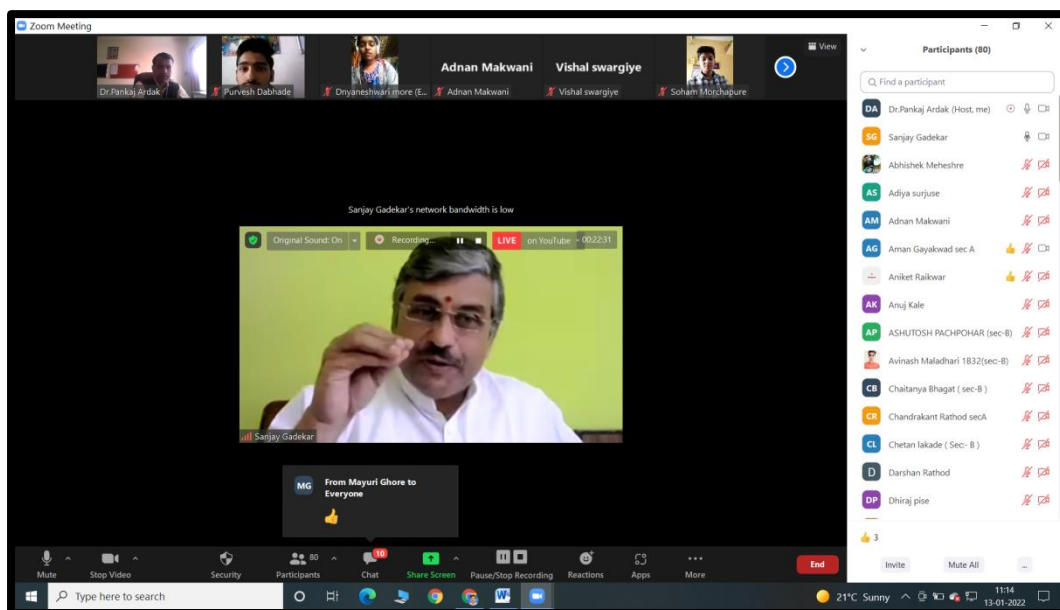 Zoom Meeting
View
Adnan Makwani
Vishal swargiye
Dr.Pankaj Ardak
Purvesh Dabhade
Dnyaneshwari more (E...
Adnan Makwani
Vishal swargiye
Soham Morchapure
Sanjay Gadekar's network bandwidth is low
Original Sound: On
Recording...
LIVE on YouTube
00:22:31
Sanjay Gadekar
MG
From Mayuri Ghore to
Everyone
Participants (80)
Find a participant
DA Dr.Pankaj Ardak (Host, me)
SG Sanjay Gadekar
Abhishek Meheshre
AS Adiya surjuse
AM Adnan Makwani
AG Aman Gayakwad sec A
Aniket Raikwar
AK Anuj Kale
AP ASHUTOSH PACHPOHAR (sec-B)
Avinash Maladhari 1832(sec-B)
CB Chaitanya Bhagat ( sec-B )
CR Chandrakant Rathod secA
CL Chetan lakade ( Sec:- B )
D Darshan Rathod
DP Dhiraj pise
3
Invite
Mute All
...
Mute
Stop Video
Security
80
Participants
10
Chat
Share Screen
Pause/Stop Recording
Reactions
Apps
More
End
Type here to search
21°C Sunny
11:14
13-01-2022